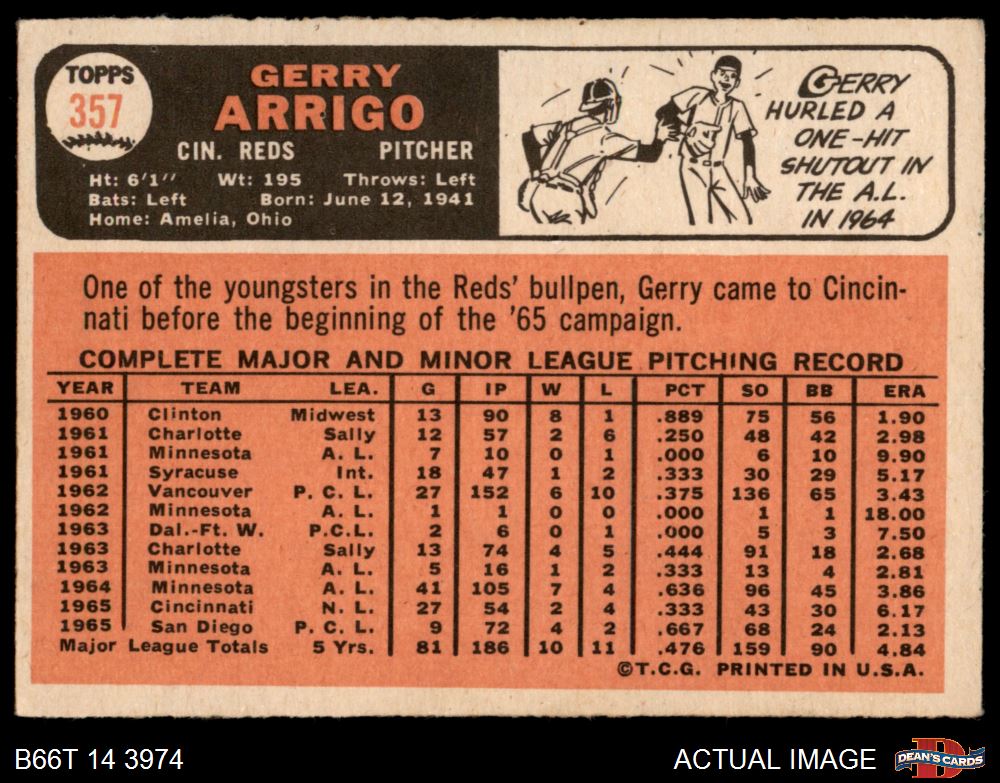 TOPPS
357
GERRY
ARRIGO
CIN. REDS PITCHER
Ht: 6'1" Wt: 195 Throws: Left
Bats: Left Born: June 12, 1941
Home: Amelia, Ohio
GERRY
HURLED A
ONE-HIT
SHUTOUT IN
THE A.L.
IN 1964
One of the youngsters in the Reds' bullpen, Gerry came to Cincin-
nati before the beginning of the '65 campaign.
COMPLETE MAJOR AND MINOR LEAGUE PITCHING RECORD
YEAR TEAM LEA. G IP W L PCT SO BB ERA
1960 Clinton Midwest 13 90 8 1 .889 75 56 1.90
1961 Charlotte Sally 12 57 2 6 .250 48 42 2.98
1961 Minnesota A. L. 7 10 0 1 .000 6 10 9.90
1961 Syracuse Int. 18 47 1 2 .333 30 29 5.17
1962 Vancouver P. C. L. 27 152 6 10 .375 136 65 3.43
1962 Minnesota A. L. 1 1 0 0 .000 1 1 18.00
1963 Dal.-Ft. W. P.C.L. 2 6 0 1 .000 5 3 7.50
1963 Charlotte Sally 13 74 4 5 .444 91 18 2.68
1963 Minnesota A. L. 5 16 1 2 .333 13 4 2.81
1964 Minnesota A. L. 41 105 7 4 .636 96 45 3.86
1965 Cincinnati N. L. 27 54 2 4 .333 43 30 6.17
1965 San Diego P. C. L. 9 72 4 2 .667 68 24 2.13
Major League Totals 5 Yrs. 81 186 10 11 .476 159 90 4.84
©T.C.G. PRINTED IN U.S.A.
B66T 14 3974 ACTUAL IMAGE
D
DEAN'S CARDS